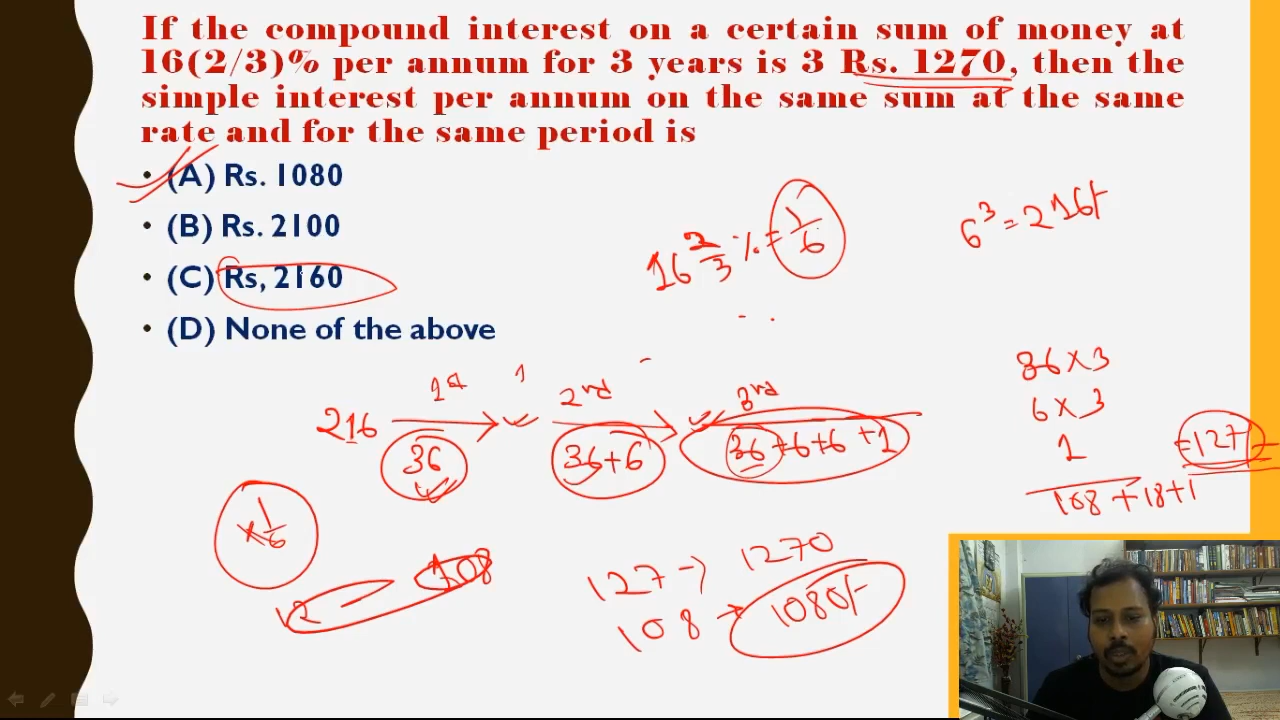 If the compound interest on a certain sum of money at
16(2/3)% per annum for 3 years is 3 Rs. 1270, then the
simple interest per annum on the same sum at the same
rate and for the same period is
• (A) Rs. 1080
• (B) Rs. 2100
• (C) Rs, 2160
• (D) None of the above
16 2/3 % = 1/6
6³ = 216/-
1st 1 2nd 3rd
216
36 36+6 36+6+6+1
36×3
6×3
1
108+18+1
=127/-
×1/6
108
12
127 → 1270
108 → 1080/-